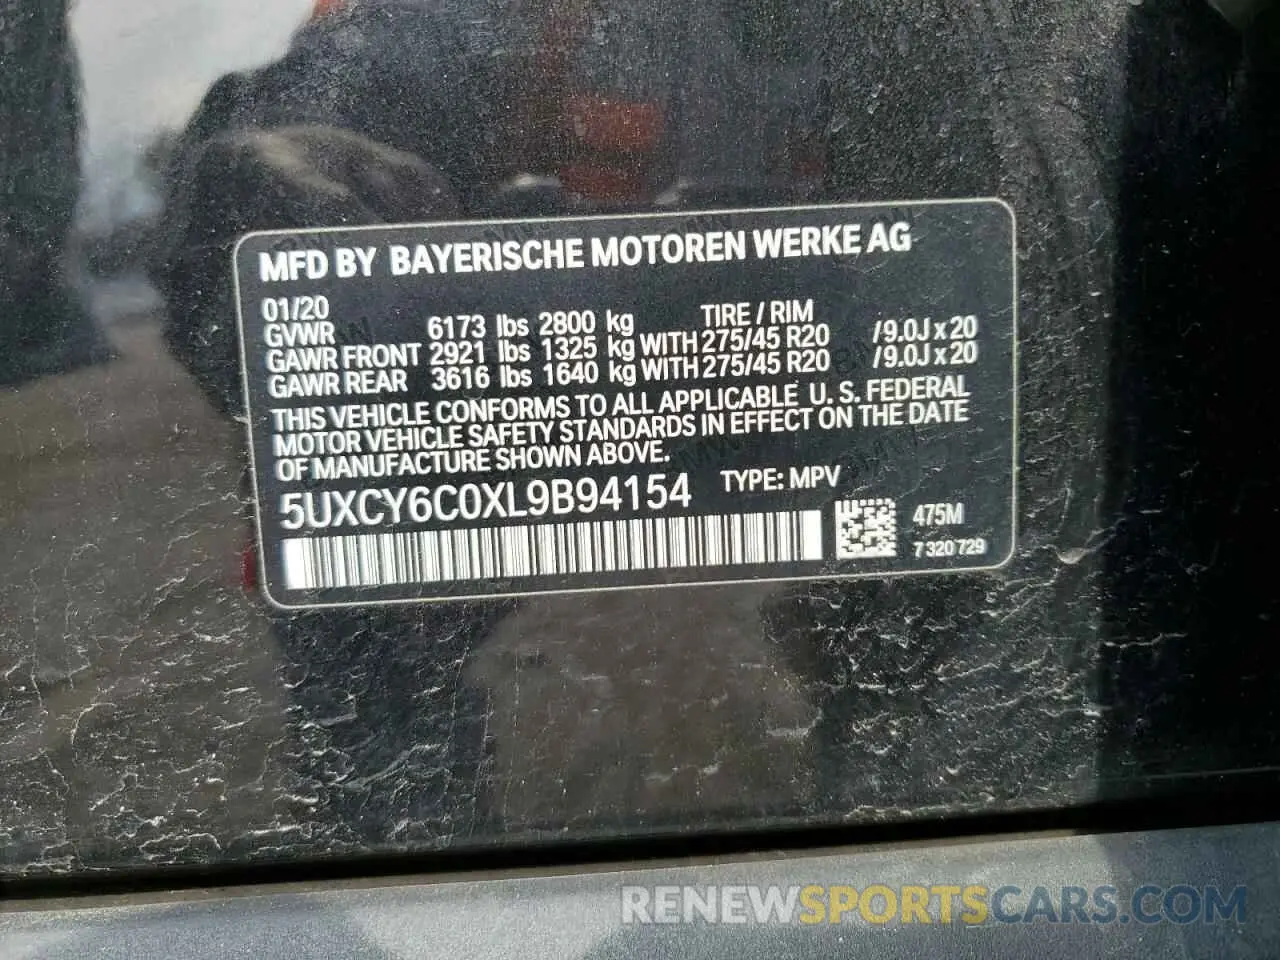 MFD BY BAYERISCHE MOTOREN WERKE AG
01/20 TIRE / RIM
GVWR 6173 lbs 2800 kg
GAWR FRONT 2921 lbs 1325 kg WITH 275/45 R20 /9.0J x 20
GAWR REAR 3616 lbs 1640 kg WITH 275/45 R20 /9.0J x 20
THIS VEHICLE CONFORMS TO ALL APPLICABLE U. S. FEDERAL
MOTOR VEHICLE SAFETY STANDARDS IN EFFECT ON THE DATE
OF MANUFACTURE SHOWN ABOVE.
5UXCY6C0XL9B94154 TYPE: MPV
475M
7 320 729
RENEWSPORTSCARS.COM